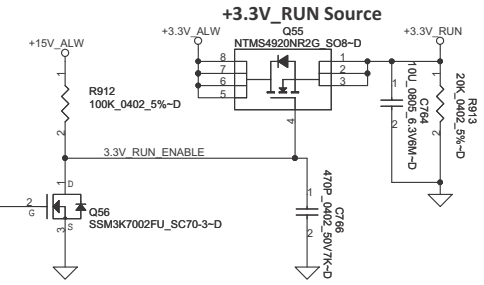 +3.3V_RUN Source
+15V_ALW
+3.3V_ALW
Q55
NTMS4920NR2G_SO8~D
+3.3V_RUN
8
7
6
5
1
2
3
4
1
R912
100K_0402_5%~D
2
1
C764
10U_0805_6.3V6M~D
2
1
R913
20K_0402_5%~D
2
3.3V_RUN_ENABLE
1
D
2
G
Q56
SSM3K7002FU_SC70-3~D
3
S
1
C766
470P_0402_50V7K~D
2